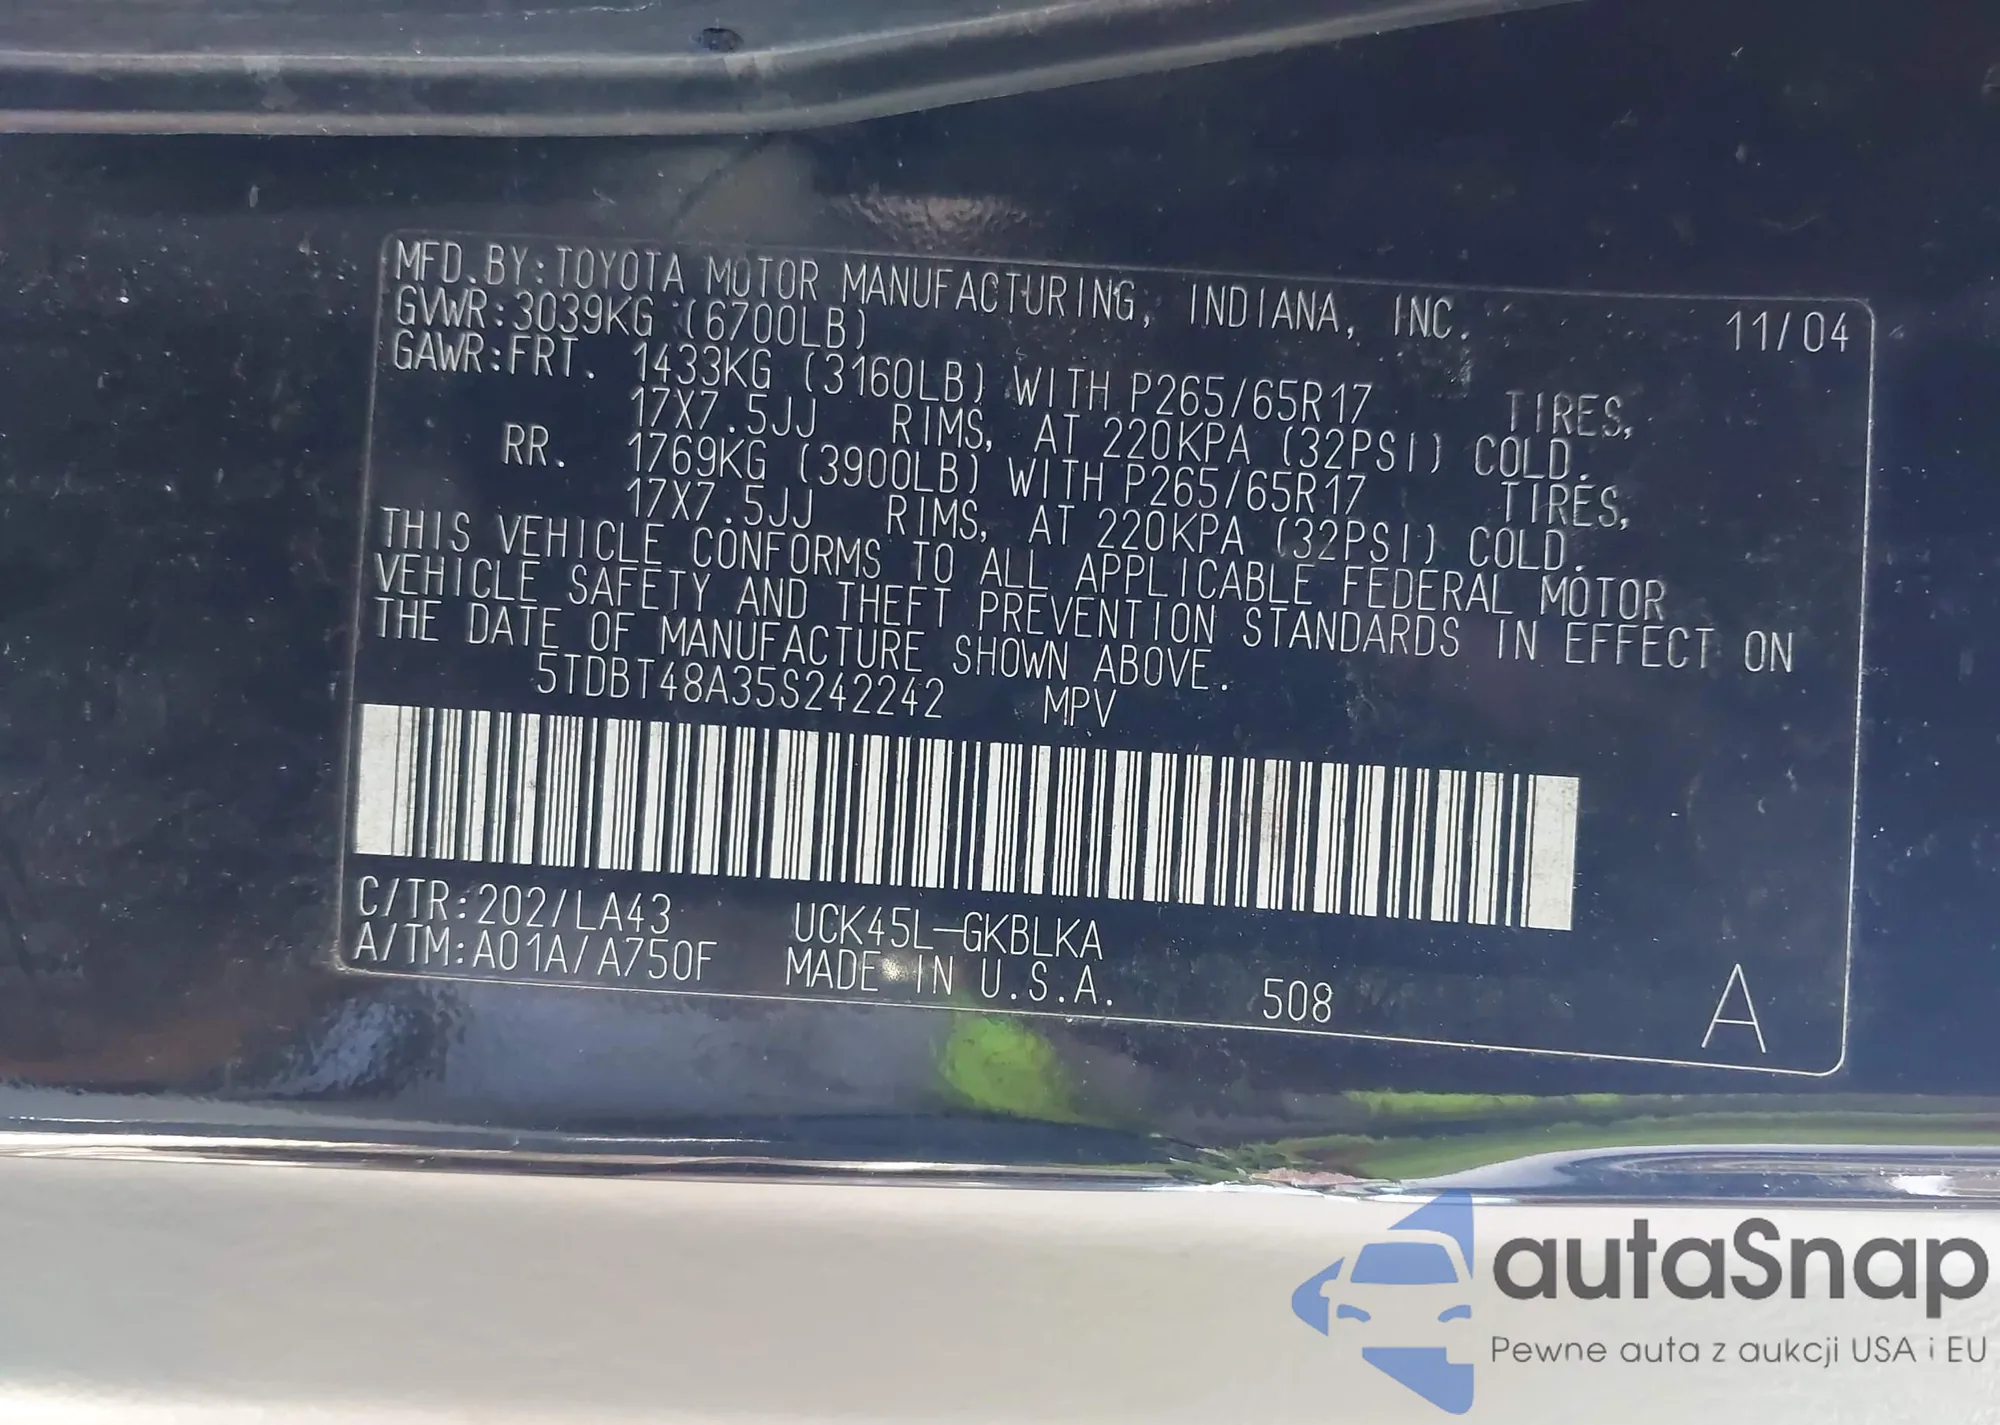 MFD.BY:TOYOTA MOTOR MANUFACTURING, INDIANA, INC. 11/04
GVWR:3039KG (6700LB)
GAWR:FRT. 1433KG (3160LB) WITH P265/65R17 TIRES,
17X7.5JJ RIMS, AT 220KPA (32PSI) COLD.
RR. 1769KG (3900LB) WITH P265/65R17 TIRES,
17X7.5JJ RIMS, AT 220KPA (32PSI) COLD.
THIS VEHICLE CONFORMS TO ALL APPLICABLE FEDERAL MOTOR
VEHICLE SAFETY AND THEFT PREVENTION STANDARDS IN EFFECT ON
THE DATE OF MANUFACTURE SHOWN ABOVE.
5TDBT48A35S242242 MPV
C/TR:202/LA43 UCK45L-GKBLKA
A/TM:A01A/A750F MADE IN U.S.A. 508 A
autaSnap
Pewne auta z aukcji USA i EU